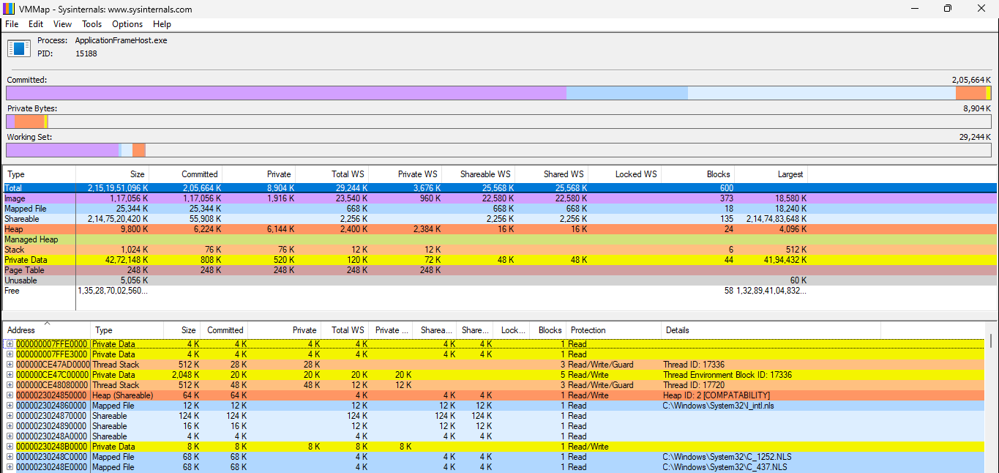 VMMap - Sysinternals: www.sysinternals.com
File Edit View Tools Options Help
Process: ApplicationFrameHost.exe
PID: 15188
Committed: 2,05,664 K
Private Bytes: 8,904 K
Working Set: 29,244 K
Type Size Committed Private Total WS Private WS Shareable WS Shared WS Locked WS Blocks Largest
Total 2,15,19,51,096 K 2,05,664 K 8,904 K 29,244 K 3,676 K 25,568 K 25,568 K 600
Image 1,17,056 K 1,17,056 K 1,916 K 23,540 K 960 K 22,580 K 22,580 K 373 18,580 K
Mapped File 25,344 K 25,344 K 668 K 668 K 668 K 18 18,240 K
Shareable 2,14,75,20,420 K 55,908 K 2,256 K 2,256 K 2,256 K 135 2,14,74,83,648 K
Heap 9,800 K 6,224 K 6,144 K 2,400 K 2,384 K 16 K 16 K 24 4,096 K
Managed Heap
Stack 1,024 K 76 K 76 K 12 K 12 K 6 512 K
Private Data 42,72,148 K 808 K 520 K 120 K 72 K 48 K 48 K 44 41,94,432 K
Page Table 248 K 248 K 248 K 248 K 248 K
Unusable 5,056 K 60 K
Free 1,35,28,70,02,560... 58 1,32,89,41,04,832...
Address Type Size Committed Private Total WS Private ... Sharea... Share... Lock... Blocks Protection Details
000000007FFE0000 Private Data 4 K 4 K 4 K 4 K 4 K 4 K 1 Read
000000007FFE3000 Private Data 4 K 4 K 4 K 4 K 4 K 4 K 1 Read
000000CE47AD0000 Thread Stack 512 K 28 K 28 K 3 Read/Write/Guard Thread ID: 17336
000000CE47C00000 Private Data 2,048 K 20 K 20 K 20 K 20 K 5 Read/Write Thread Environment Block ID: 17336
000000CE48080000 Thread Stack 512 K 48 K 48 K 12 K 12 K 3 Read/Write/Guard Thread ID: 17720
0000023024850000 Heap (Shareable) 64 K 64 K 4 K 4 K 4 K 1 Read/Write Heap ID: 2 [COMPATABILITY]
0000023024860000 Mapped File 12 K 12 K 12 K 12 K 12 K 1 Read C:\Windows\System32\l_intl.nls
0000023024870000 Shareable 124 K 124 K 124 K 124 K 124 K 1 Read
0000023024890000 Shareable 16 K 16 K 12 K 12 K 12 K 1 Read
00000230248A0000 Shareable 4 K 4 K 4 K 4 K 4 K 1 Read
00000230248B0000 Private Data 8 K 8 K 8 K 8 K 8 K 1 Read/Write
00000230248C0000 Mapped File 68 K 68 K 4 K 4 K 4 K 1 Read C:\Windows\System32\C_1252.NLS
00000230248E0000 Mapped File 68 K 68 K 4 K 4 K 4 K 1 Read C:\Windows\System32\C_437.NLS